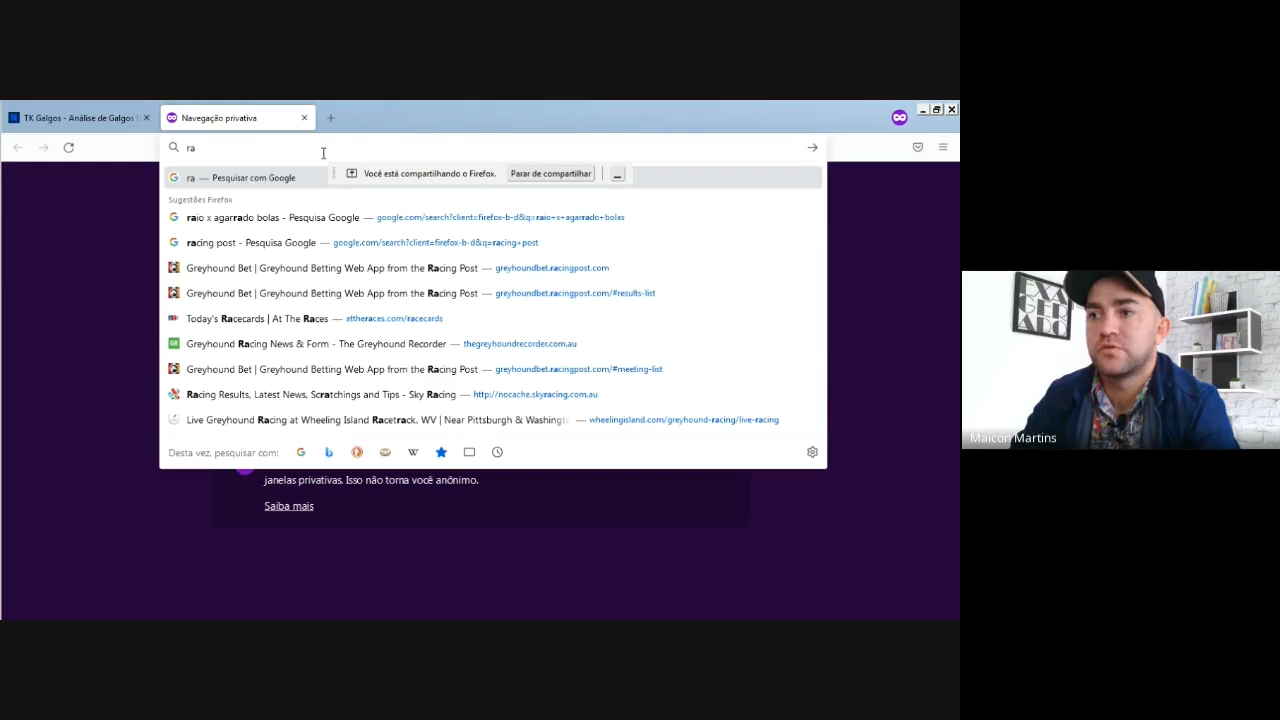 TK Galgos - Análise de Galgos
Navegação privativa
ra
ra — Pesquisar com Google
Você está compartilhando o Firefox.
Parar de compartilhar
Sugestões Firefox
raio x agarrado bolas - Pesquisa Google — google.com/search?client=firefox-b-d&q=raio+x+agarrado+bolas
racing post - Pesquisa Google — google.com/search?client=firefox-b-d&q=racing+post
Greyhound Bet | Greyhound Betting Web App from the Racing Post — greyhoundbet.racingpost.com
Greyhound Bet | Greyhound Betting Web App from the Racing Post — greyhoundbet.racingpost.com/#results-list
Today's Racecards | At The Races — attheraces.com/racecards
Greyhound Racing News & Form - The Greyhound Recorder — thegreyhoundrecorder.com.au
Greyhound Bet | Greyhound Betting Web App from the Racing Post — greyhoundbet.racingpost.com/#meeting-list
Racing Results, Latest News, Scratchings and Tips - Sky Racing — http://nocache.skyracing.com.au
Live Greyhound Racing at Wheeling Island Racetrack, WV | Near Pittsburgh & Washingt — wheelingisland.com/greyhound-racing/live-racing
Desta vez, pesquisar com:
janelas privativas. Isso não torna você anônimo.
Saiba mais
EXA
GER
ADO
Maicon Martins